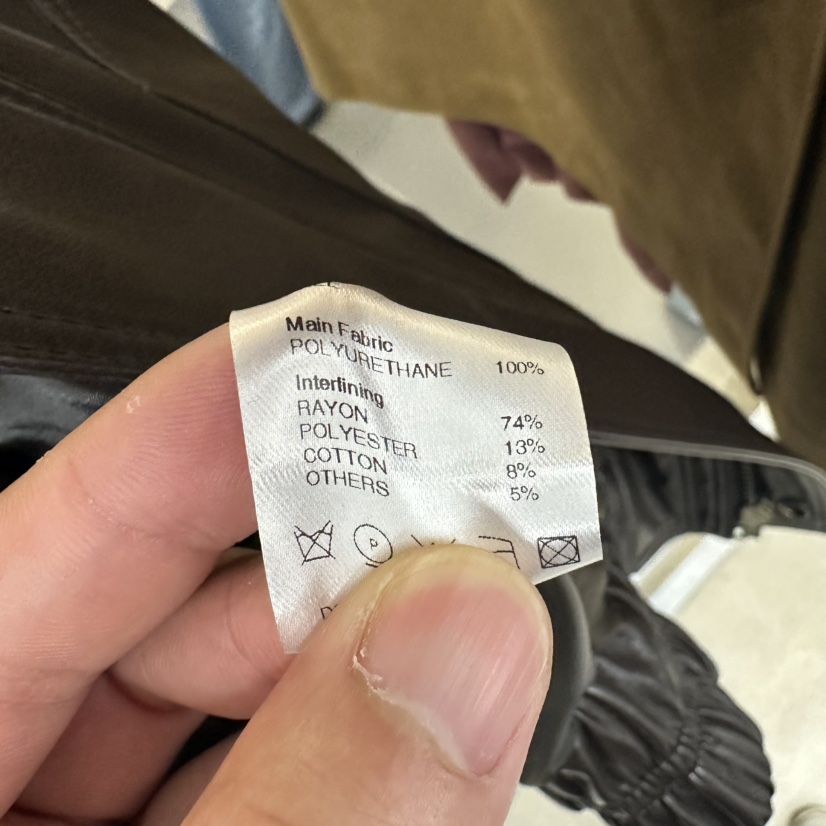 Main Fabric
POLYURETHANE 100%
Interlining
RAYON 74%
POLYESTER 13%
COTTON 8%
OTHERS 5%
P